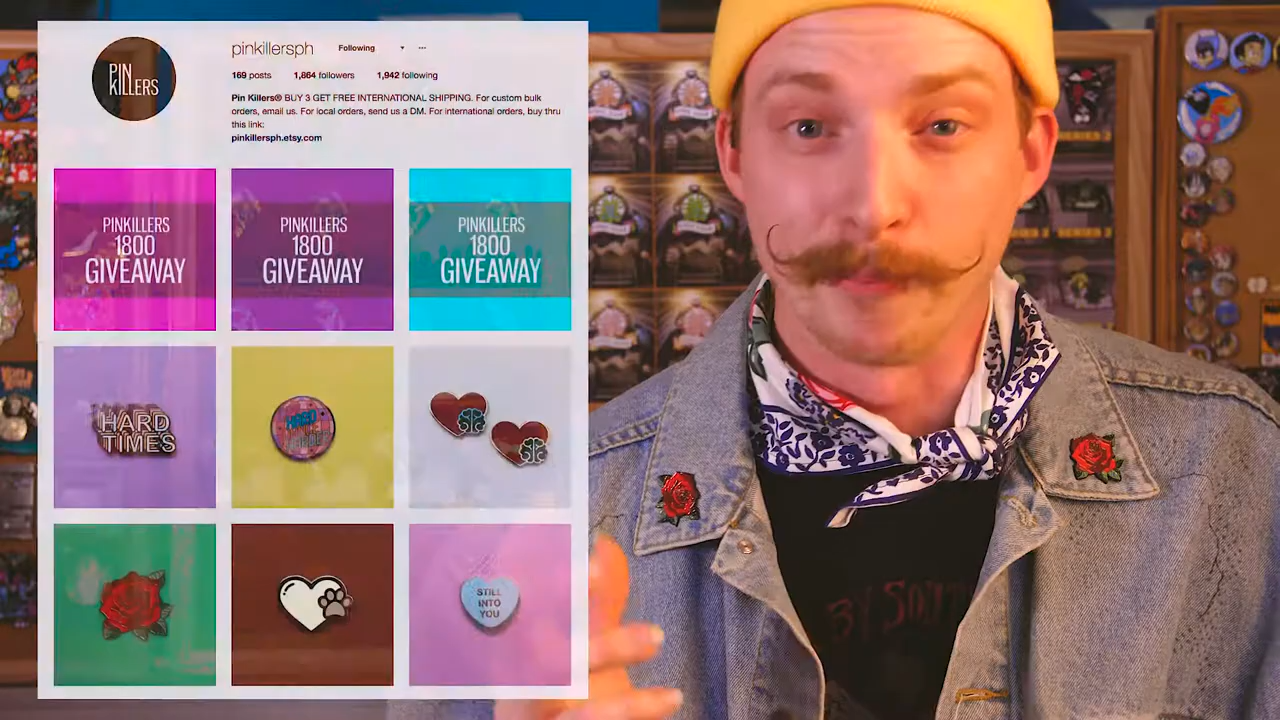 PIN
KILLERS
pinkillersph Following
169 posts 1,864 followers 1,942 following
Pin Killers® BUY 3 GET FREE INTERNATIONAL SHIPPING. For custom bulk
orders, email us. For local orders, send us a DM. For international orders, buy thru
this link:
pinkillersph.etsy.com
PINKILLERS
1800
GIVEAWAY
PINKILLERS
1800
GIVEAWAY
PINKILLERS
1800
GIVEAWAY
HARD
TIMES
STILL
INTO
YOU